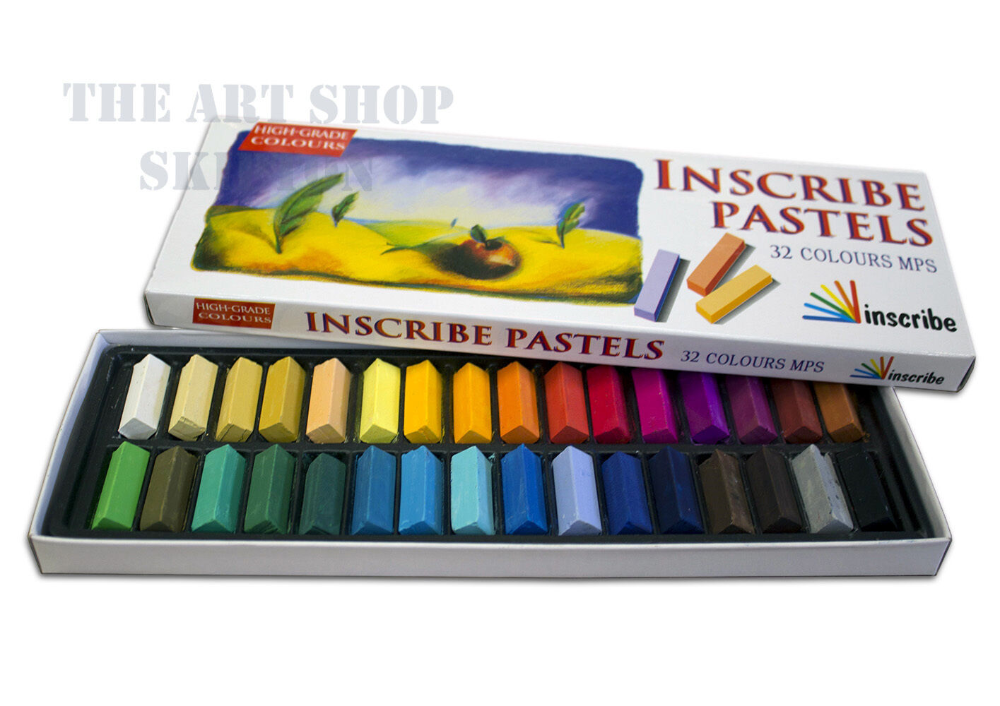 THE ART SHOP
SKIPTON
HIGH-GRADE
COLOURS
INSCRIBE
PASTELS
32 COLOURS MPS
inscribe
HIGH-GRADE
COLOURS
INSCRIBE PASTELS 32 COLOURS MPS
inscribe